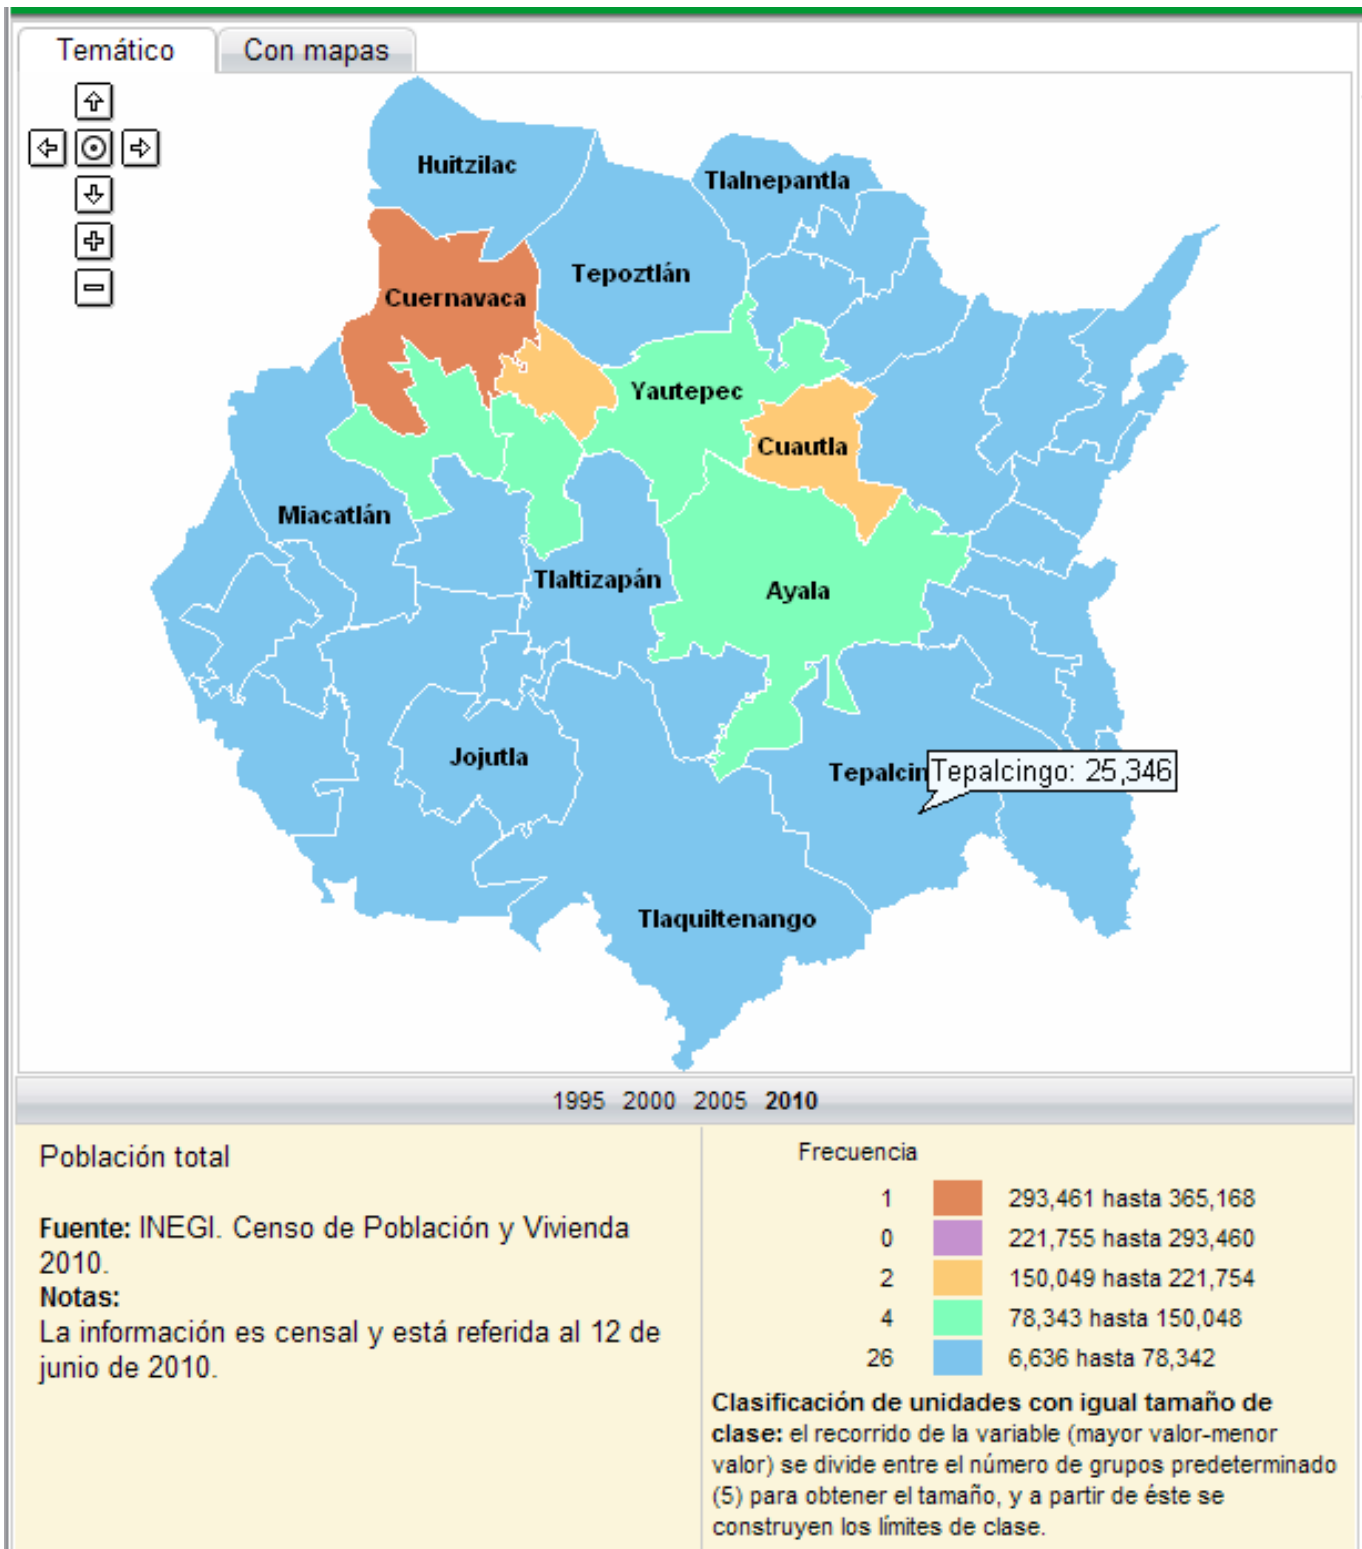 Temático
Con mapas
Huitzilac
Tlalnepantla
Tepoztlán
Cuernavaca
Yautepec
Cuautla
Miacatlán
Tlaltizapán
Ayala
Jojutla
Tepalcin
Tepalcingo: 25,346
Tlaquiltenango
1995 2000 2005 2010
Población total
Fuente: INEGI. Censo de Población y Vivienda
2010.
Notas:
La información es censal y está referida al 12 de
junio de 2010.
Frecuencia
1 293,461 hasta 365,168
0 221,755 hasta 293,460
2 150,049 hasta 221,754
4 78,343 hasta 150,048
26 6,636 hasta 78,342
Clasificación de unidades con igual tamaño de
clase: el recorrido de la variable (mayor valor-menor
valor) se divide entre el número de grupos predeterminado
(5) para obtener el tamaño, y a partir de éste se
construyen los límites de clase.